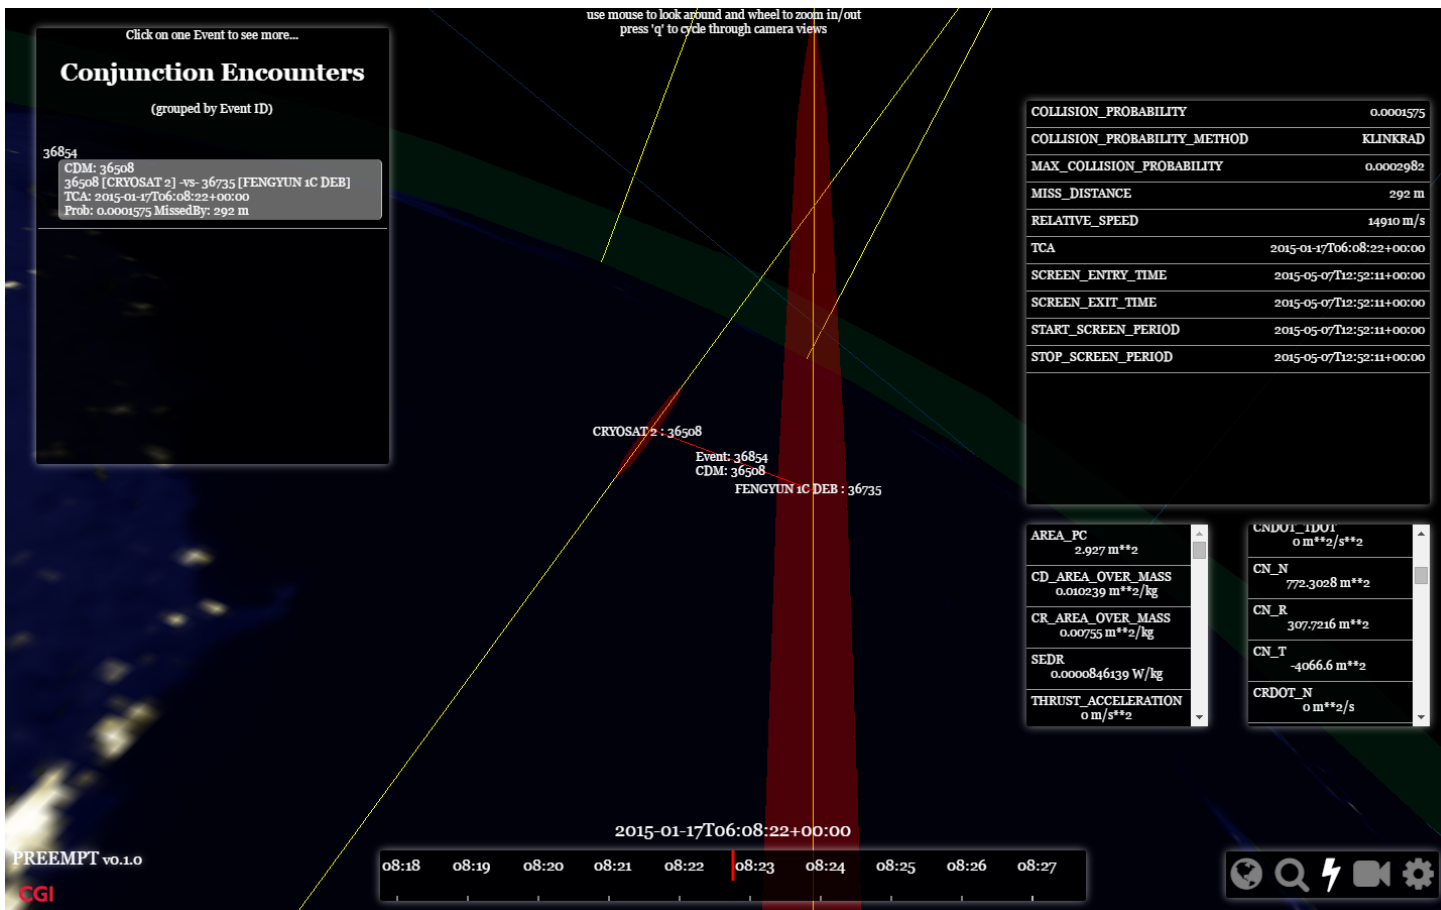 use mouse to look around and wheel to zoom in/out
press 'q' to cycle through camera views
Click on one Event to see more...
Conjunction Encounters
(grouped by Event ID)
36854
CDM: 36508
36508 [CRYOSAT 2] -vs- 36735 [FENGYUN 1C DEB]
TCA: 2015-01-17T06:08:22+00:00
Prob: 0.0001575 MissedBy: 292 m
COLLISION_PROBABILITY 0.0001575
COLLISION_PROBABILITY_METHOD KLINKRAD
MAX_COLLISION_PROBABILITY 0.0002982
MISS_DISTANCE 292 m
RELATIVE_SPEED 14910 m/s
TCA 2015-01-17T06:08:22+00:00
SCREEN_ENTRY_TIME 2015-05-07T12:52:11+00:00
SCREEN_EXIT_TIME 2015-05-07T12:52:11+00:00
START_SCREEN_PERIOD 2015-05-07T12:52:11+00:00
STOP_SCREEN_PERIOD 2015-05-07T12:52:11+00:00
CRYOSAT 2 : 36508
Event: 36854
CDM: 36508
FENGYUN 1C DEB : 36735
AREA_PC
2.927 m**2
CD_AREA_OVER_MASS
0.010239 m**2/kg
CR_AREA_OVER_MASS
0.00755 m**2/kg
SEDR
0.0000846139 W/kg
THRUST_ACCELERATION
0 m/s**2
CNDOT_TDOT
0 m**2/s**2
CN_N
772.3028 m**2
CN_R
307.7216 m**2
CN_T
-4066.6 m**2
CRDOT_N
0 m**2/s
2015-01-17T06:08:22+00:00
08:18 08:19 08:20 08:21 08:22 08:23 08:24 08:25 08:26 08:27
PREEMPT v0.1.0
CGI